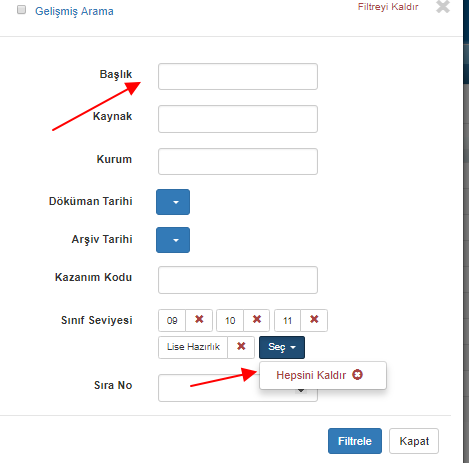 Gelişmiş Arama
Filtreyi Kaldır
Başlık
Kaynak
Kurum
Döküman Tarihi
Arşiv Tarihi
Kazanım Kodu
Sınıf Seviyesi 09 10 11
Lise Hazırlık Seç
Hepsini Kaldır
Sıra No
Filtrele Kapat